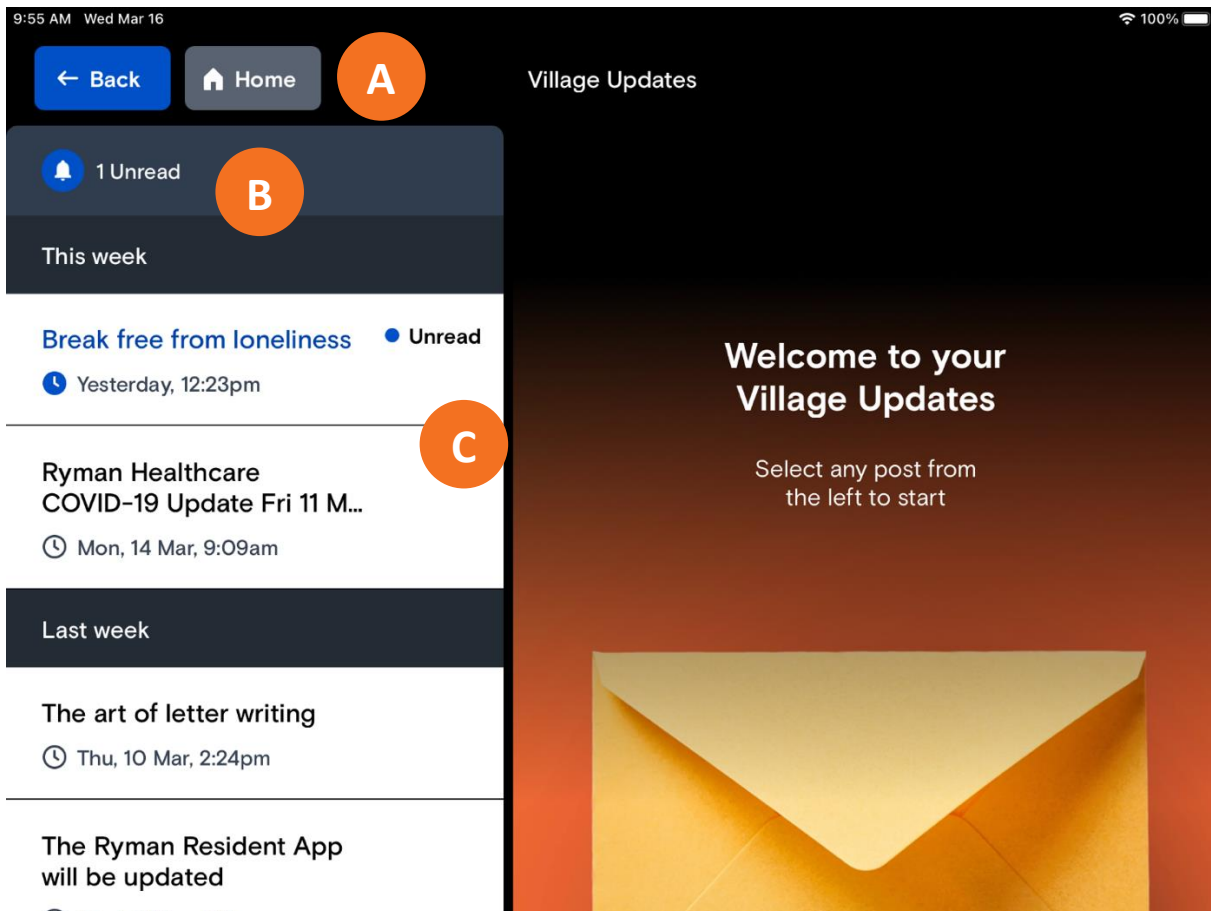 9:55 AM Wed Mar 16
100%
Back
Home
A
Village Updates
1 Unread
B
This week
Break free from loneliness
Unread
Yesterday, 12:23pm
C
Ryman Healthcare
COVID-19 Update Fri 11 M...
Mon, 14 Mar, 9:09am
Last week
The art of letter writing
Thu, 10 Mar, 2:24pm
The Ryman Resident App
will be updated
Welcome to your
Village Updates
Select any post from
the left to start